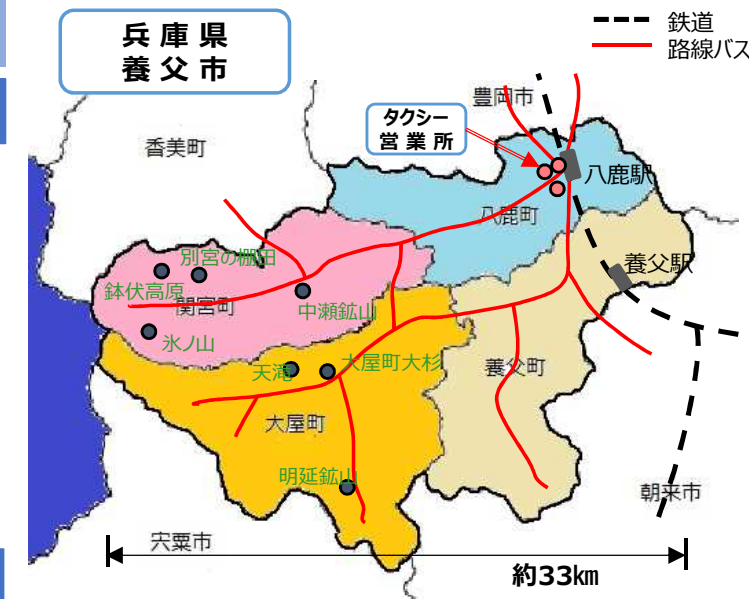 兵庫県
養父市
鉄道
路線バス
豊岡市
タクシー
営業所
香美町
八鹿駅
八鹿町
別宮の棚田
養父駅
鉢伏高原
関宮町
中瀬鉱山
氷ノ山
天滝
大屋町大杉
養父町
大屋町
明延鉱山
朝来市
宍粟市
約33㎞